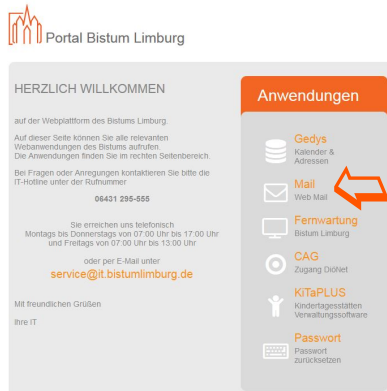 Portal Bistum Limburg
HERZLICH WILLKOMMEN
auf der Webplattform des Bistums Limburg.
Auf dieser Seite können Sie alle relevanten
Webanwendungen des Bistums aufrufen.
Die Anwendungen finden Sie im rechten Seitenbereich.
Bei Fragen oder Anregungen kontaktieren Sie bitte die
IT-Hotline unter der Rufnummer
06431 295-555
Sie erreichen uns telefonisch
Montags bis Donnerstags von 07:00 Uhr bis 17:00 Uhr
und Freitags von 07:00 Uhr bis 13:00 Uhr
oder per E-Mail unter
service@it.bistumlimburg.de
Mit freundlichen Grüßen
Ihre IT
Anwendungen
Gedys
Kalender &
Adressen
Mail
Web Mail
Fernwartung
Bistum Limburg
CAG
Zugang DiöNet
KiTaPLUS
Kindertagesstätten
Verwaltungssoftware
Passwort
Passwort
zurücksetzen